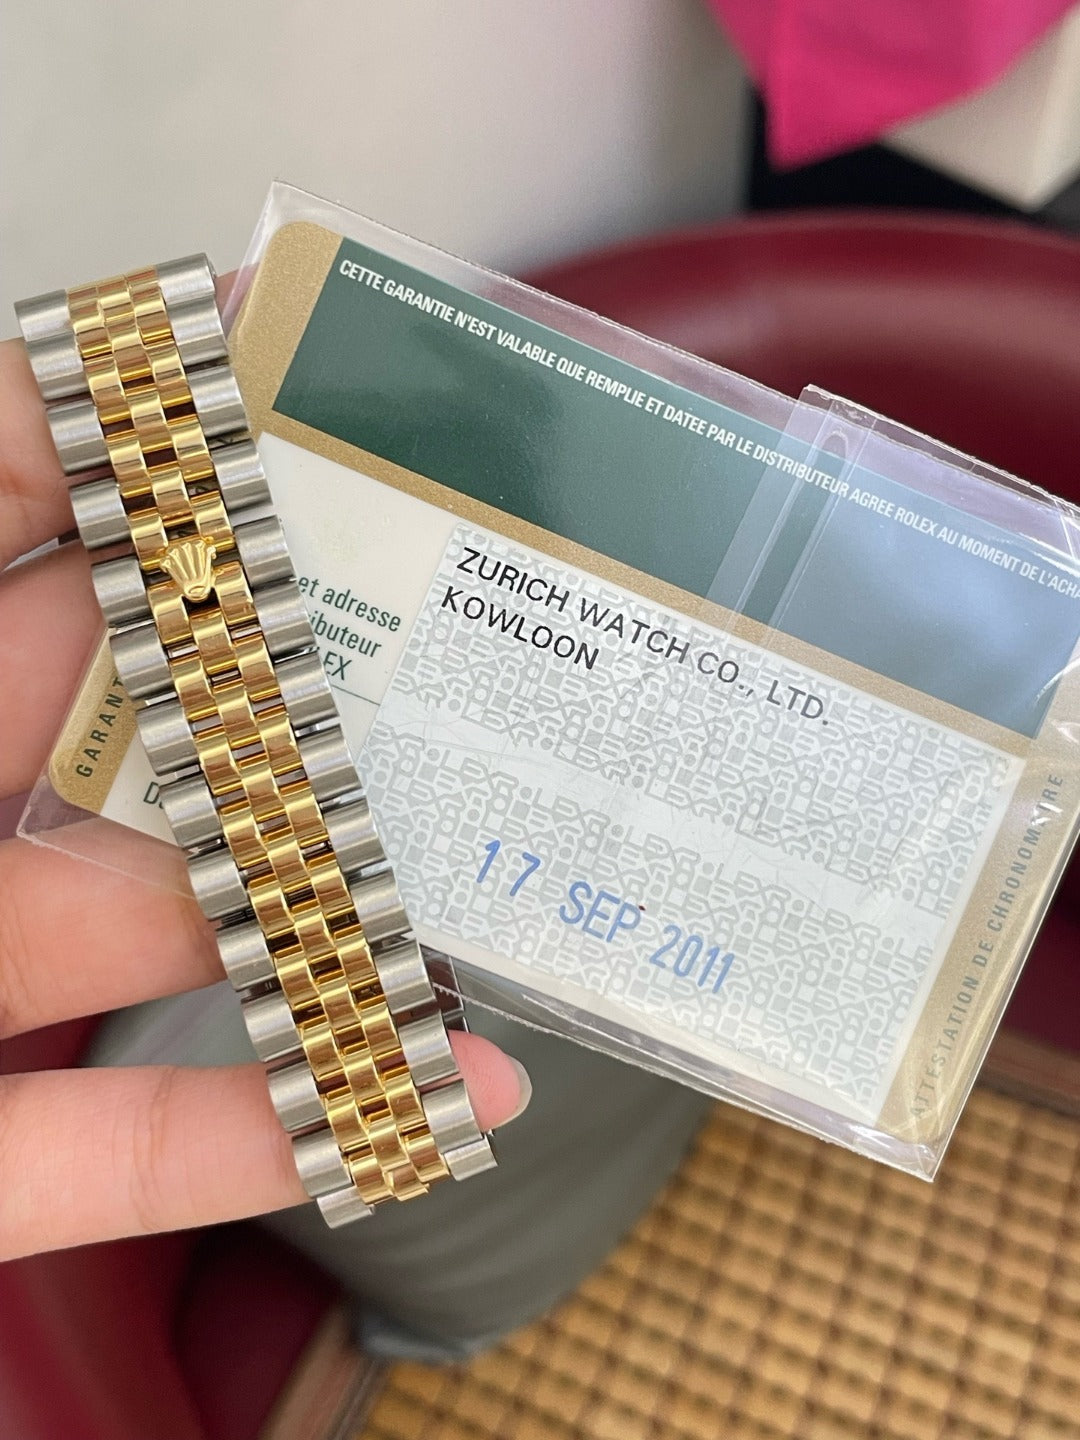 CETTE GARANTIE N'EST VALABLE QUE REMPLIE ET DATEE PAR LE DISTRIBUTEUR AGREE ROLEX AU MOMENT DE L'ACHA
ZURICH WATCH CO., LTD.
KOWLOON
et adresse
ributeur
LEX
GARANT
17 SEP 2011
ATTESTATION DE CHRONOMETRE